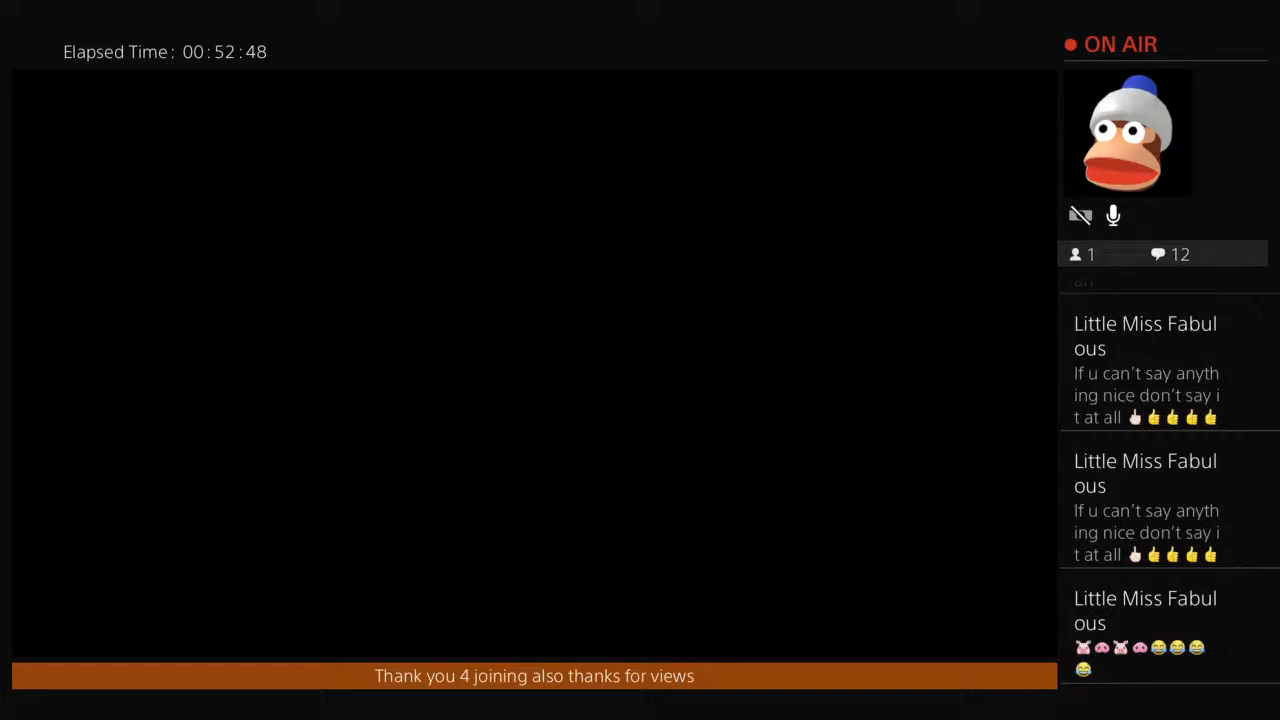 Elapsed Time: 00:52:48
ON AIR
1 12
Little Miss Fabul
ous
If u can't say anyth
ing nice don't say i
t at all 🖕🏻👍👍👍👍
Little Miss Fabul
ous
If u can't say anyth
ing nice don't say i
t at all 🖕🏻👍👍👍👍
Little Miss Fabul
ous
🐷🐽🐷🐽😂😂😂
😂
Thank you 4 joining also thanks for views